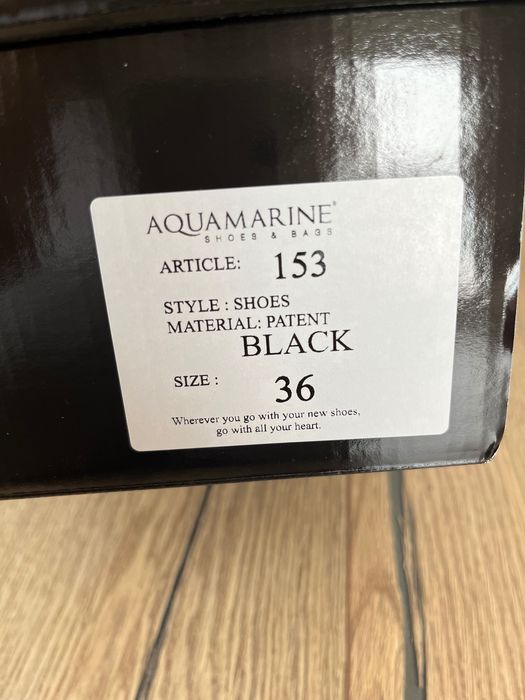 AQUAMARINE®
SHOES & BAGS
ARTICLE: 153
STYLE : SHOES
MATERIAL: PATENT
BLACK
SIZE : 36
Wherever you go with your new shoes,
go with all your heart.